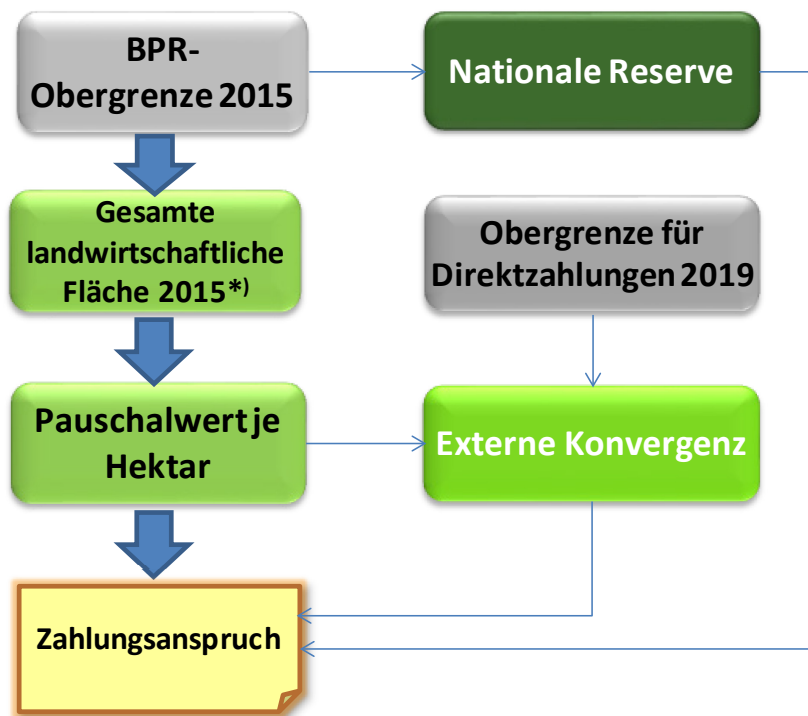 BPR-
Obergrenze 2015
Nationale Reserve
Gesamte
landwirtschaftliche
Fläche 2015*)
Obergrenze für
Direktzahlungen 2019
Pauschalwert je
Hektar
Externe Konvergenz
Zahlungsanspruch